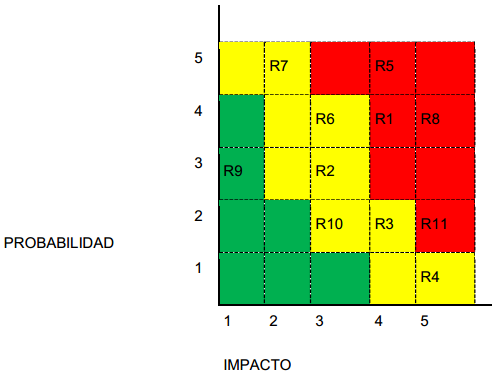 5 R7 R5
4 R6 R1 R8
3 R9 R2
2 R10 R3 R11
PROBABILIDAD
1 R4
1 2 3 4 5
IMPACTO